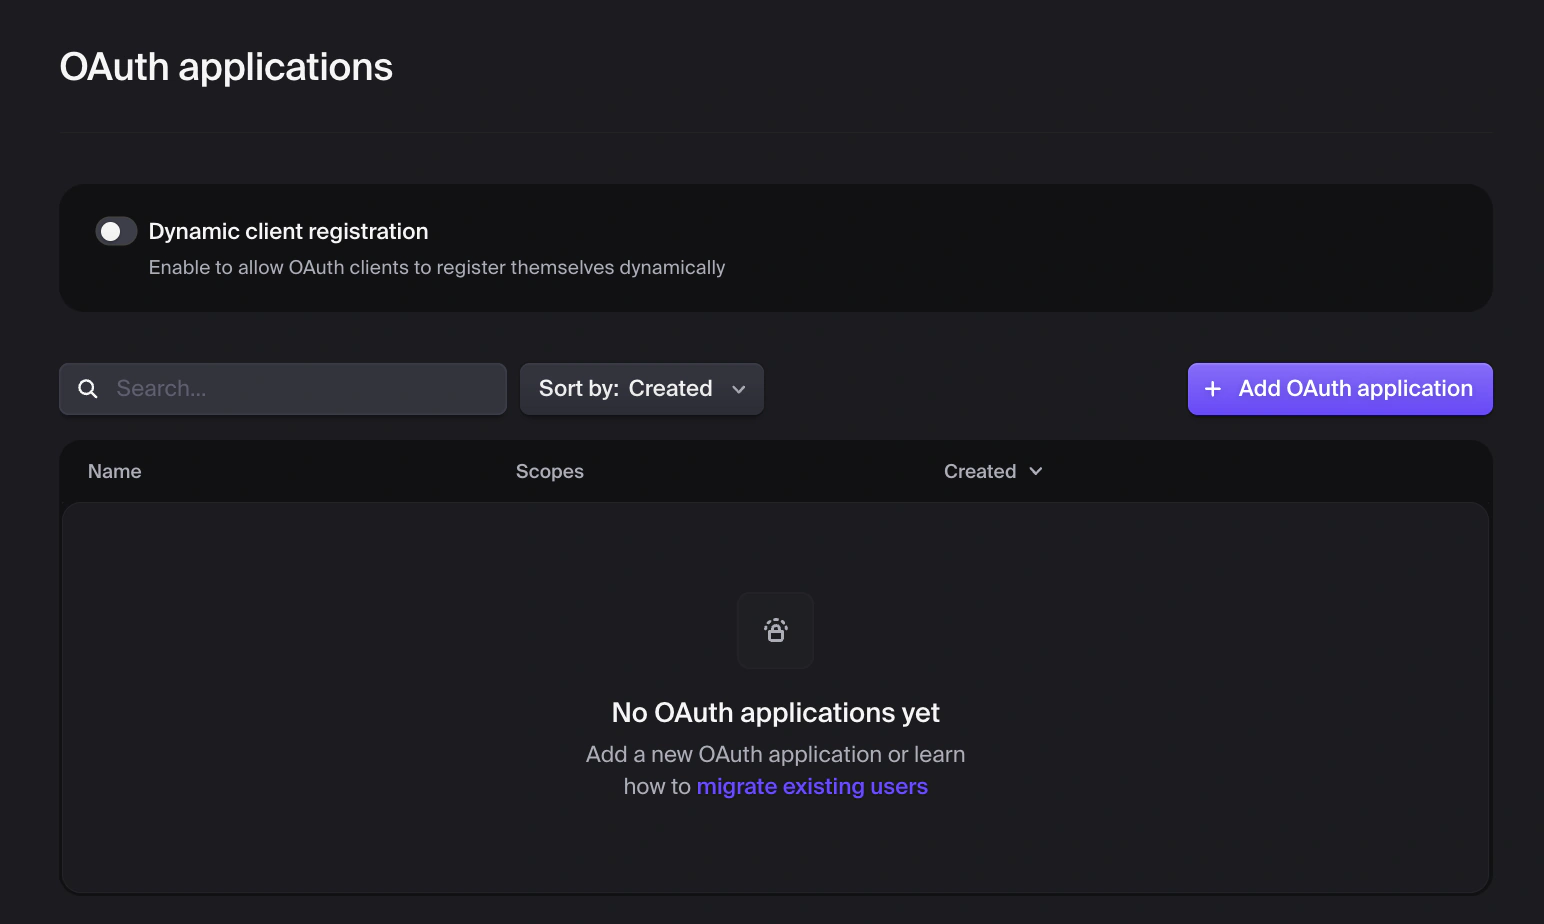 OAuth applications
Dynamic client registration
Enable to allow OAuth clients to register themselves dynamically
Search...
Sort by: Created
Add OAuth application
Name Scopes Created
No OAuth applications yet
Add a new OAuth application or learn
how to migrate existing users